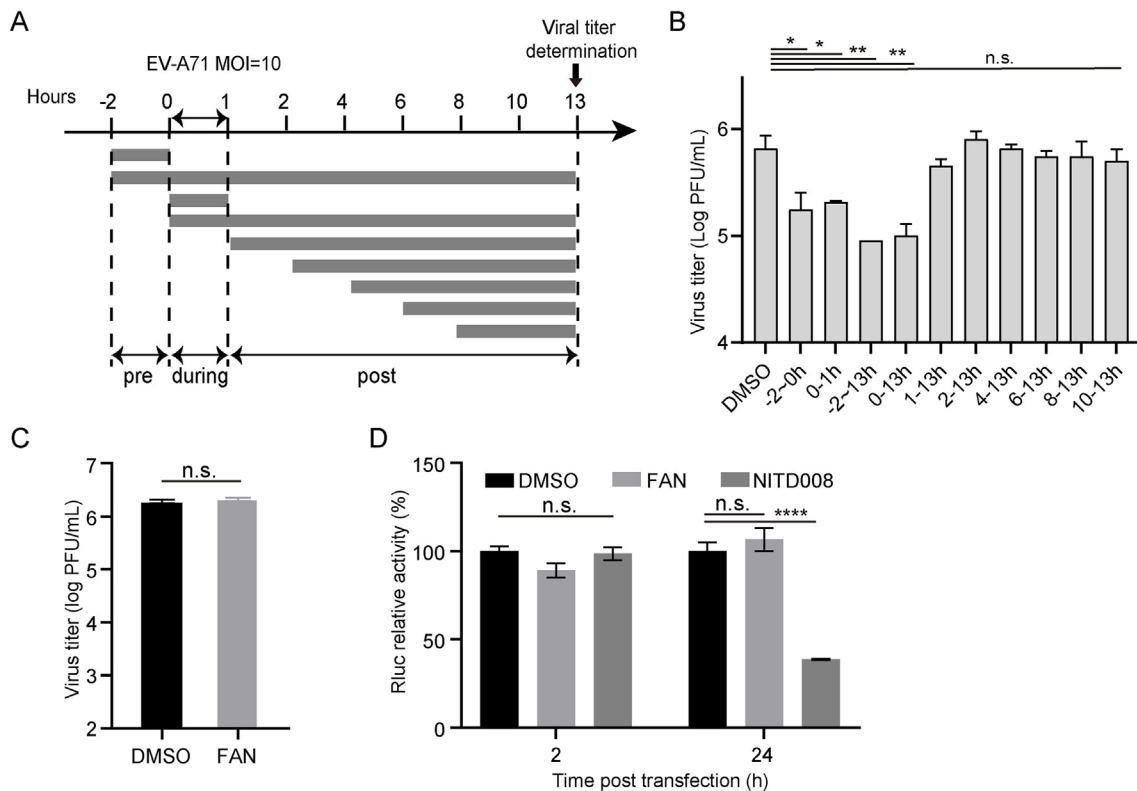 A
Viral titer
determination
EV-A71 MOI=10
Hours
-2 0 1 2 4 6 8 10 13
pre during post
B
* * ** ** n.s.
Virus titer (Log PFU/mL)
6
5
4
DMSO -2~0h 0-1h -2~13h 0-13h 1-13h 2-13h 4-13h 6-13h 8-13h 10-13h
C
n.s.
Virus titer (log PFU/mL)
7
6
5
4
3
2
DMSO FAN
D
DMSO FAN NITD008
n.s. n.s. ****
Rluc relative activity (%)
150
100
50
0
2 24
Time post transfection (h)